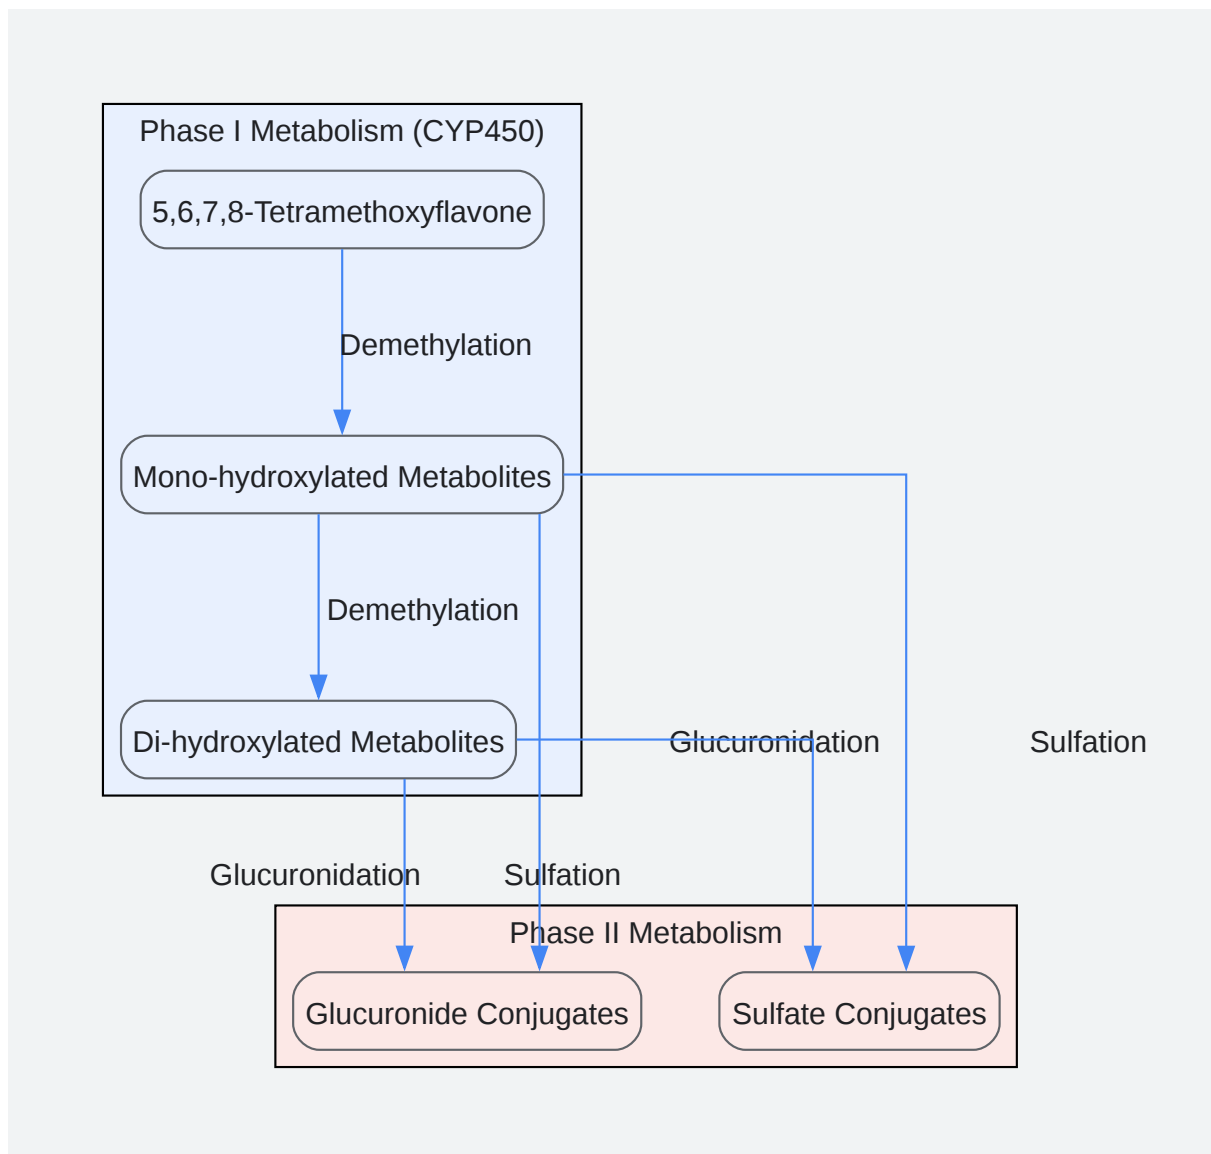 Phase I Metabolism (CYP450)
5,6,7,8-Tetramethoxyflavone
Demethylation
Mono-hydroxylated Metabolites
Demethylation
Di-hydroxylated Metabolites
Glucuronidation
Sulfation
Glucuronidation
Sulfation
Phase II Metabolism
Glucuronide Conjugates
Sulfate Conjugates